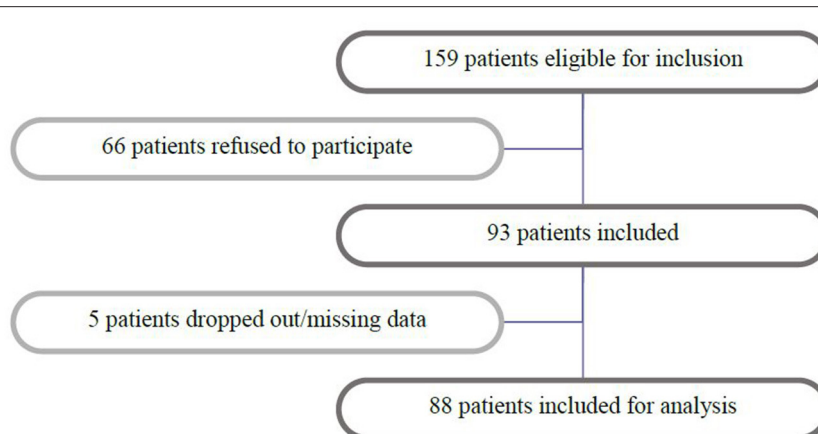 159 patients eligible for inclusion
66 patients refused to participate
93 patients included
5 patients dropped out/missing data
88 patients included for analysis